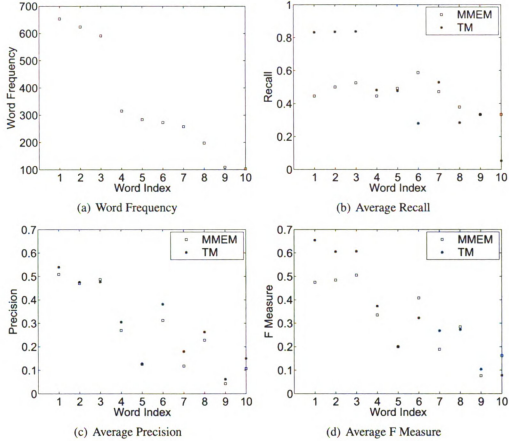 700
600
500
400
300
200
100
Word Frequency
1 2 3 4 5 6 7 8 9 10
Word Index
(a) Word Frequency
1
0.8
0.6
0.4
0.2
0
Recall
MMEM
TM
1 2 3 4 5 6 7 8 9 10
Word Index
(b) Average Recall
0.7
0.6
0.5
0.4
0.3
0.2
0.1
0
Precision
MMEM
TM
1 2 3 4 5 6 7 8 9 10
Word Index
(c) Average Precision
0.7
0.6
0.5
0.4
0.3
0.2
0.1
0
F Measure
MMEM
TM
1 2 3 4 5 6 7 8 9 10
Word Index
(d) Average F Measure